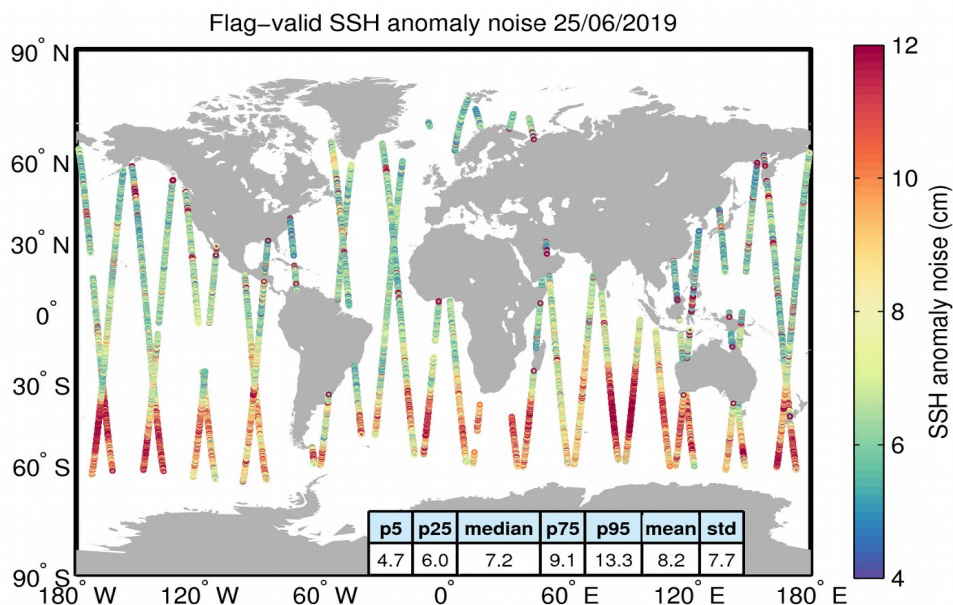 Flag−valid SSH anomaly noise 25/06/2019
90° N
60° N
30° N
0°
30° S
60° S
90° S
180° W
120° W
60° W
0°
60° E
120° E
180° E
p5 p25 median p75 p95 mean std
4.7 6.0 7.2 9.1 13.3 8.2 7.7
12
10
8
6
4
SSH anomaly noise (cm)